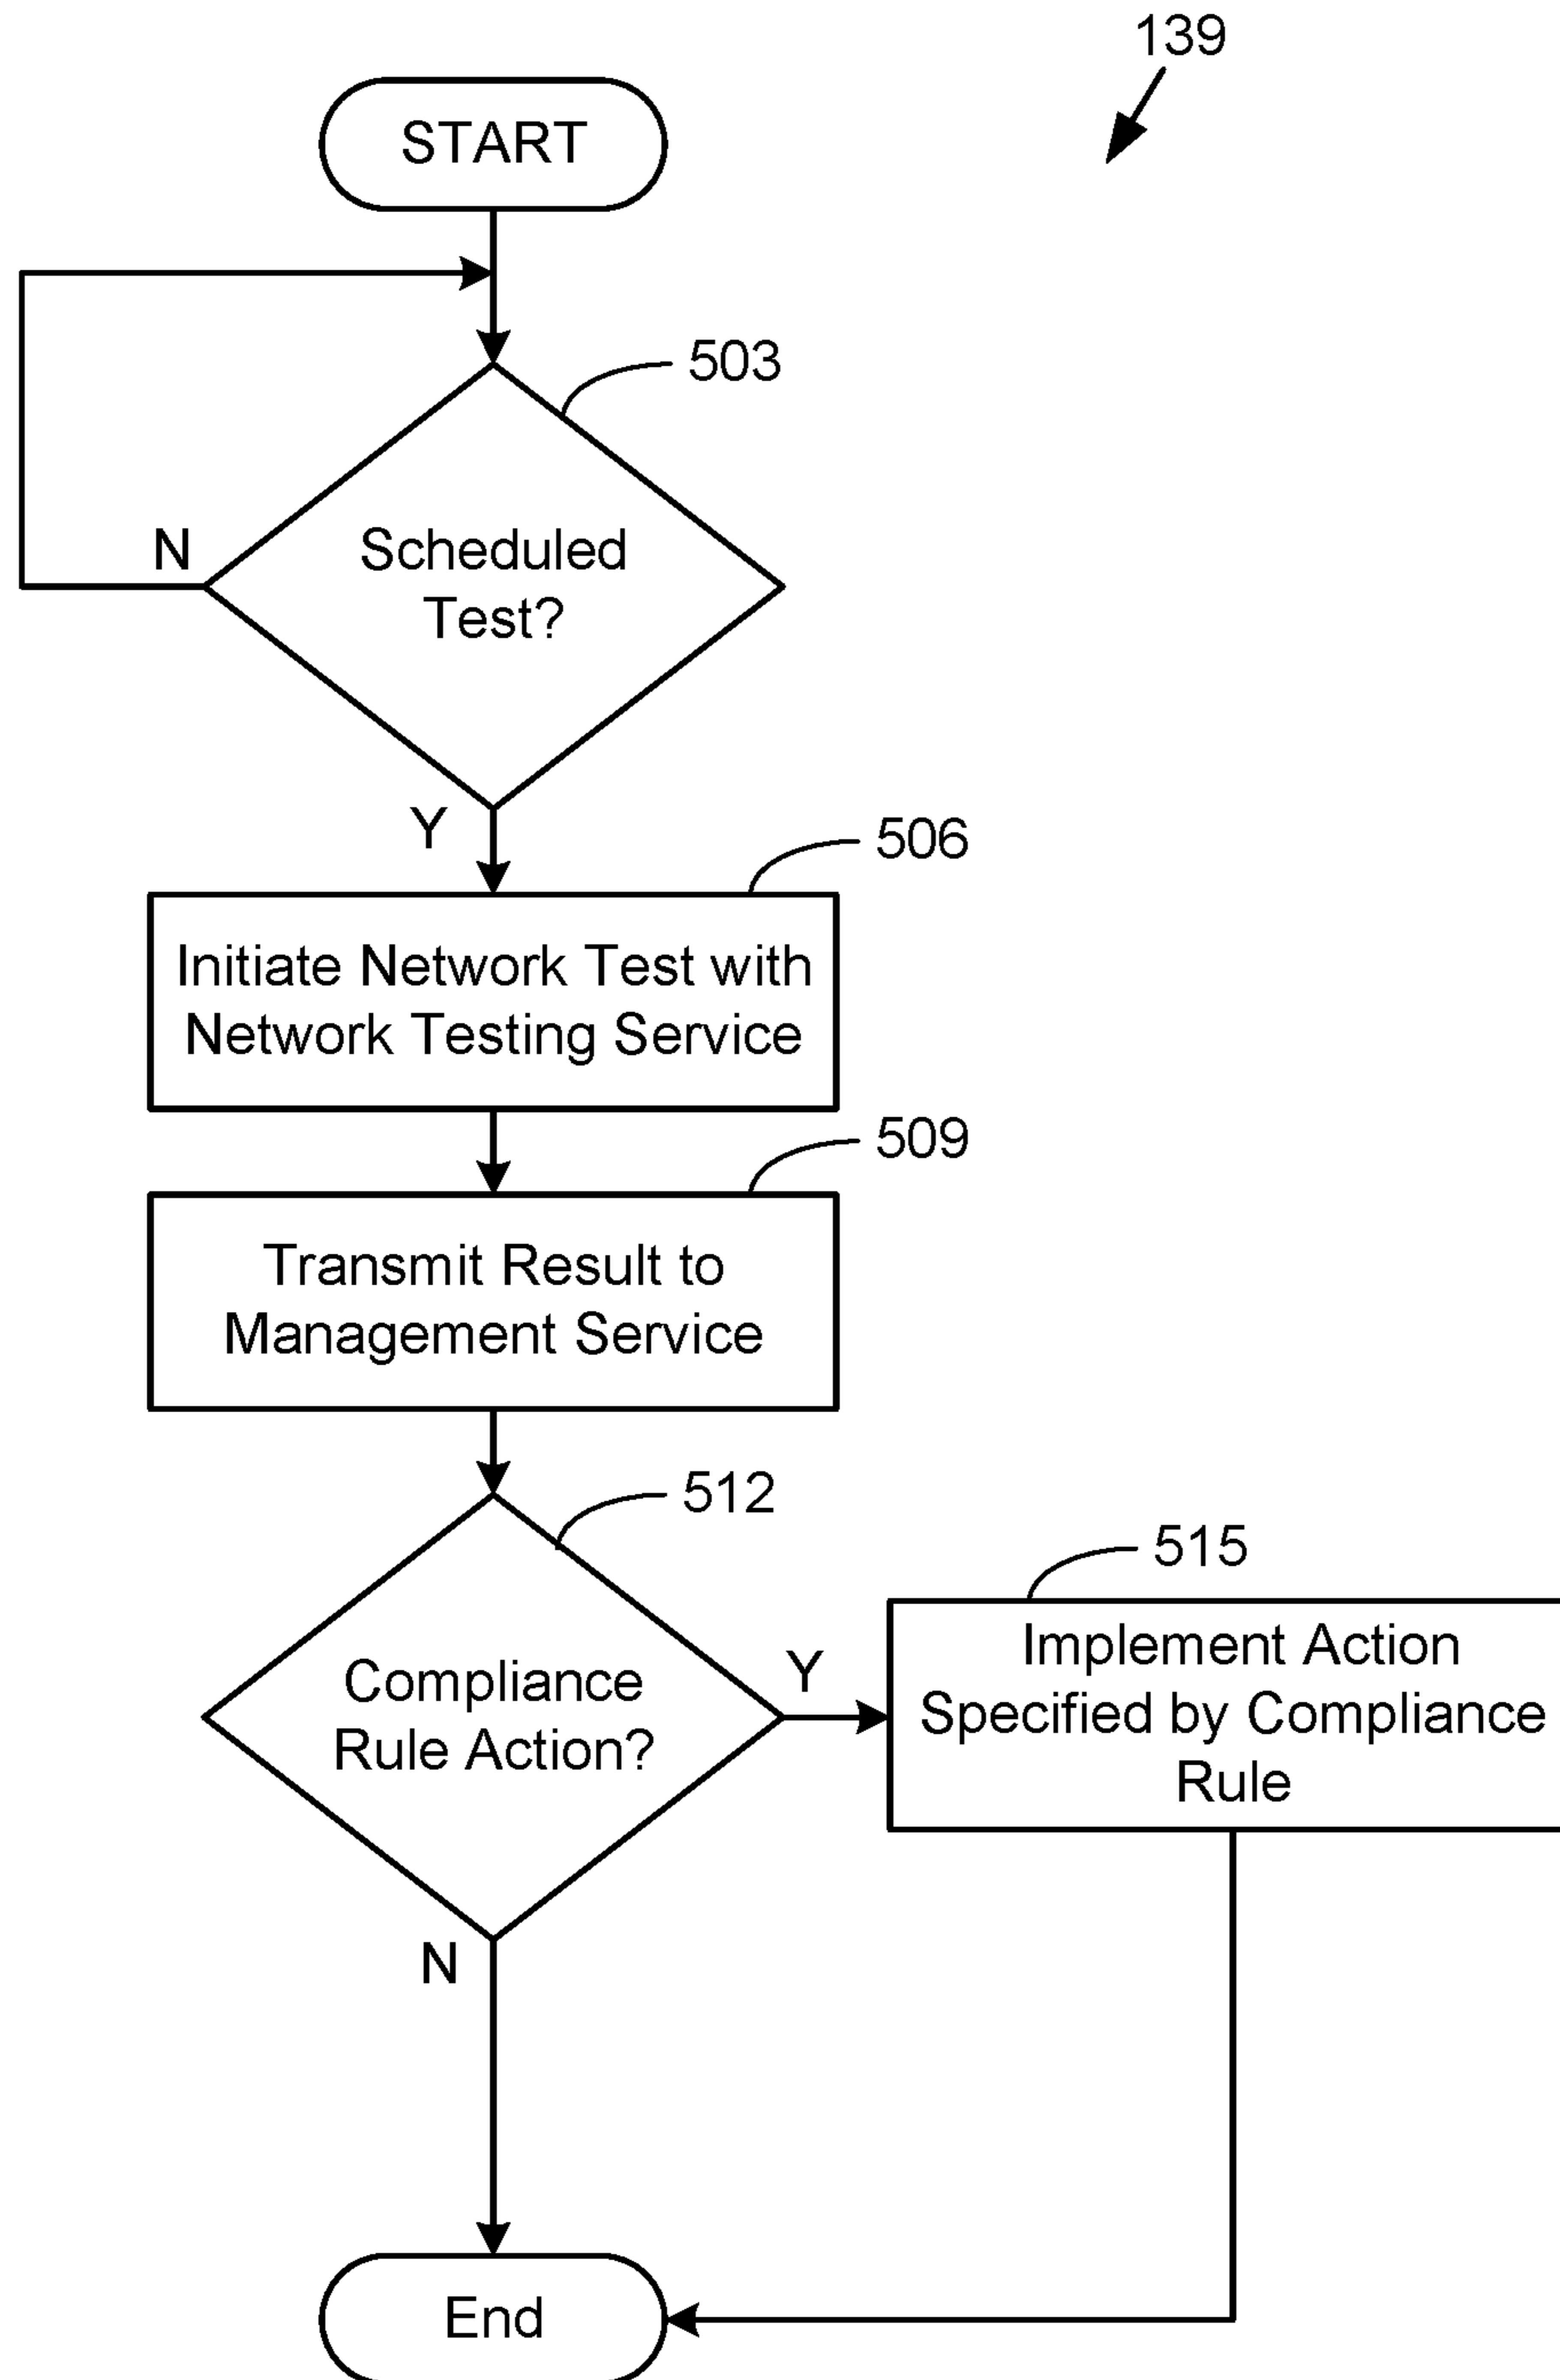 139
START
503
N
Scheduled
Test?
Y
506
Initiate Network Test with
Network Testing Service
509
Transmit Result to
Management Service
512
515
Compliance
Rule Action?
Y
Implement Action
Specified by Compliance
Rule
N
End